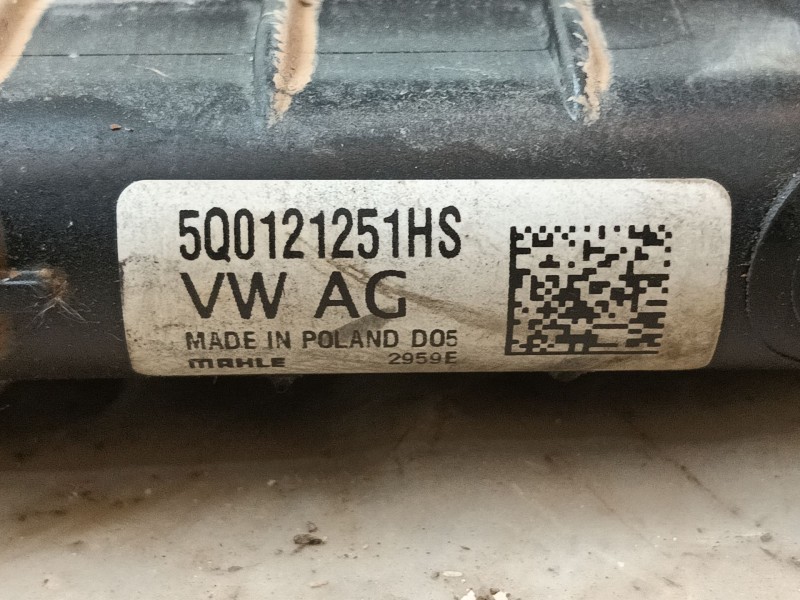 5Q0121251HS
VW AG
MADE IN POLAND D05
MAHLE 2959E